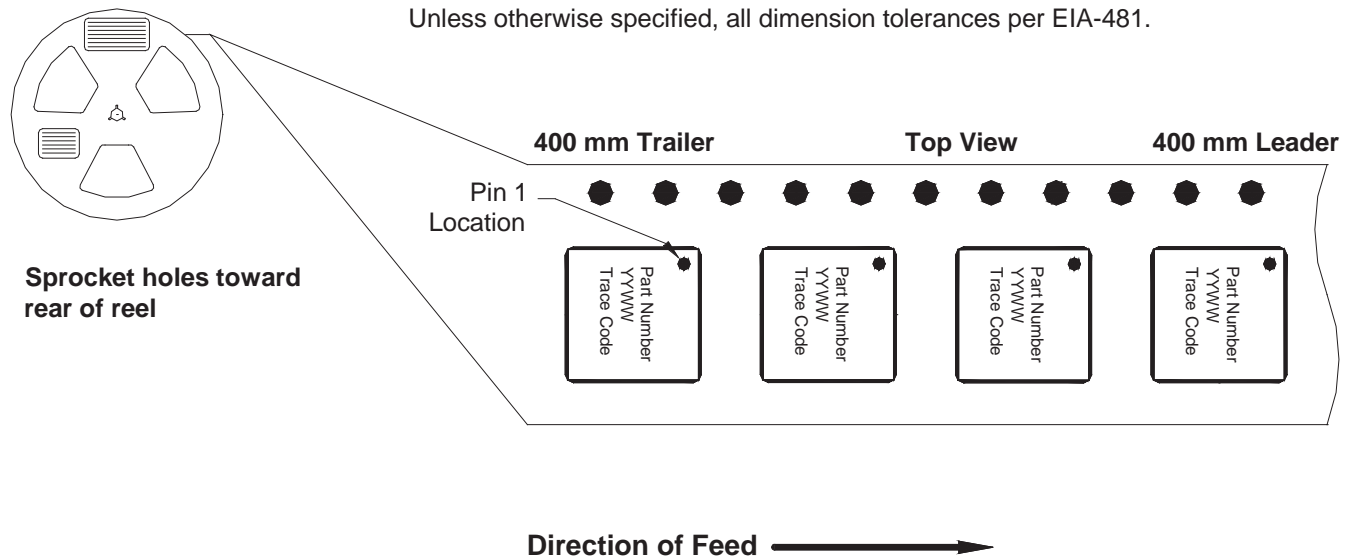 Unless otherwise specified, all dimension tolerances per EIA-481.
400 mm Trailer
Top View
400 mm Leader
Pin 1
Location
Sprocket holes toward
rear of reel
Part Number
YYWW
Trace Code
Part Number
YYWW
Trace Code
Part Number
YYWW
Trace Code
Part Number
YYWW
Trace Code
Direction of Feed